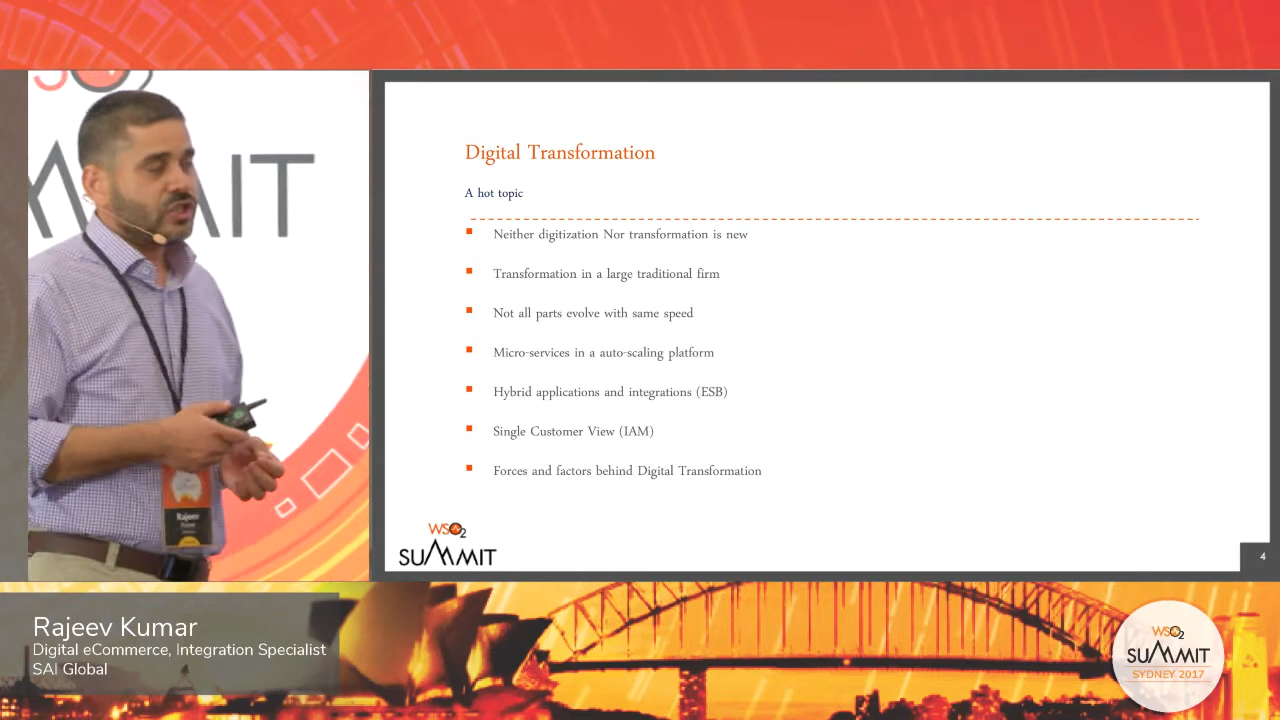 SUMMIT
Rajeev
Digital Transformation
A hot topic
Neither digitization Nor transformation is new
Transformation in a large traditional firm
Not all parts evolve with same speed
Micro-services in a auto-scaling platform
Hybrid applications and integrations (ESB)
Single Customer View (IAM)
Forces and factors behind Digital Transformation
WSO2
SUMMIT
4
Rajeev Kumar
Digital eCommerce, Integration Specialist
SAI Global
WSO2
SUMMIT
SYDNEY 2017